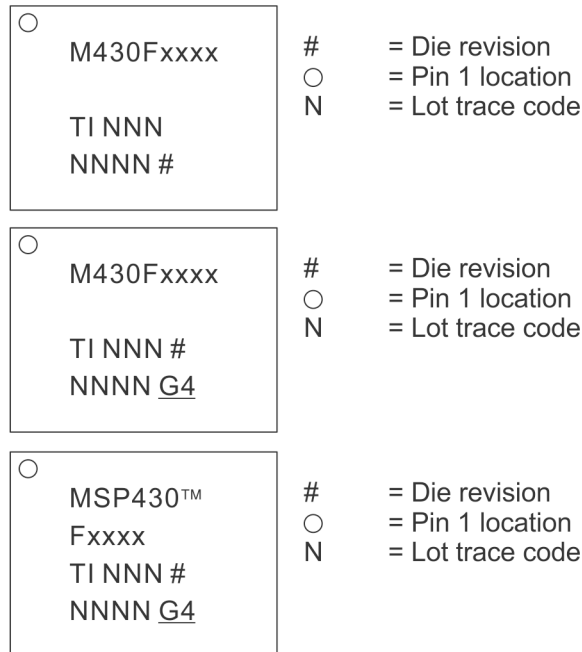 M430Fxxxx
TI NNN
NNNN #
# = Die revision
○ = Pin 1 location
N = Lot trace code
M430Fxxxx
TI NNN #
NNNN G4
# = Die revision
○ = Pin 1 location
N = Lot trace code
MSP430™
Fxxxx
TI NNN #
NNNN G4
# = Die revision
○ = Pin 1 location
N = Lot trace code